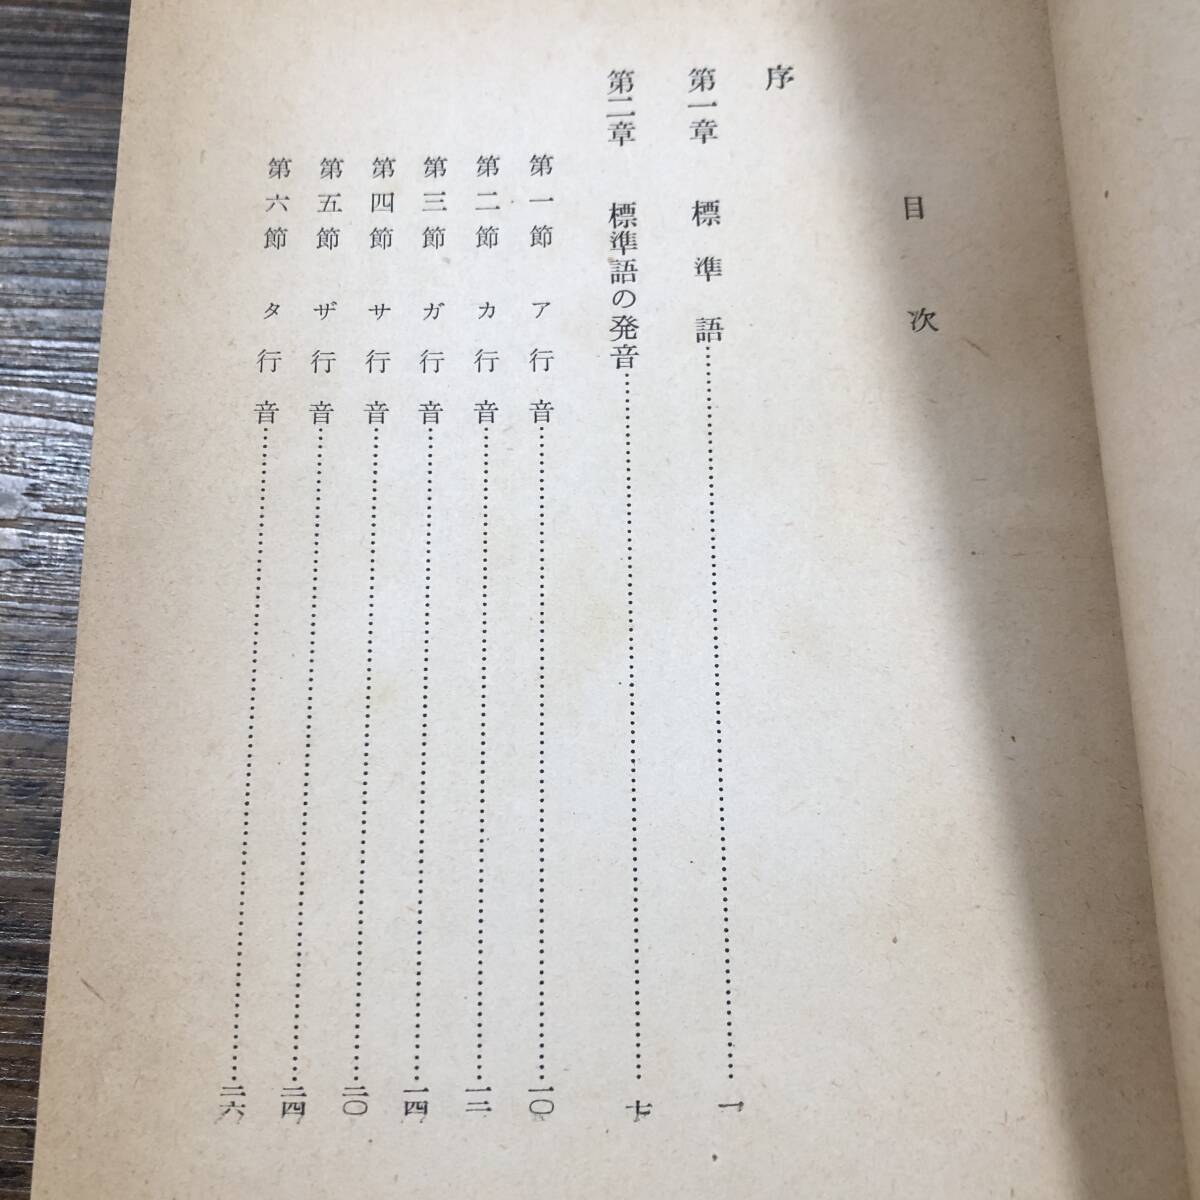 目次
序
第一章 標準語……一
第二章 標準語の発音……七
第一節 ア行音……一〇
第二節 カ行音……一二
第三節 ガ行音……一四
第四節 サ行音……二〇
第五節 ザ行音……二四
第六節 タ行音……二六